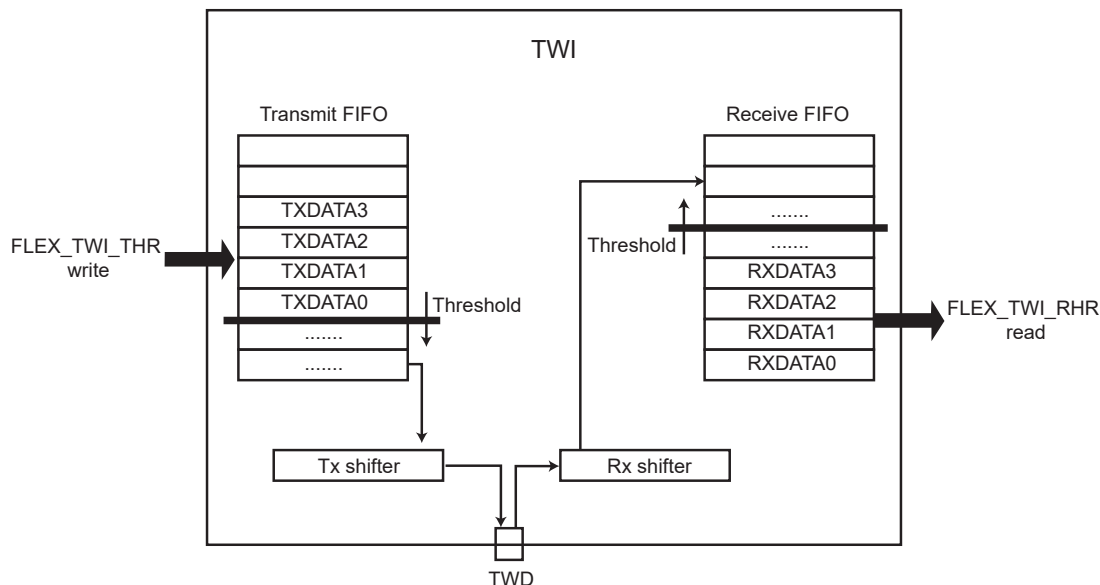 TWI
Transmit FIFO
Receive FIFO
TXDATA3
TXDATA2
TXDATA1
TXDATA0
.......
.......
FLEX_TWI_THR
write
Threshold
.......
.......
RXDATA3
RXDATA2
RXDATA1
RXDATA0
Threshold
FLEX_TWI_RHR
read
Tx shifter
Rx shifter
TWD